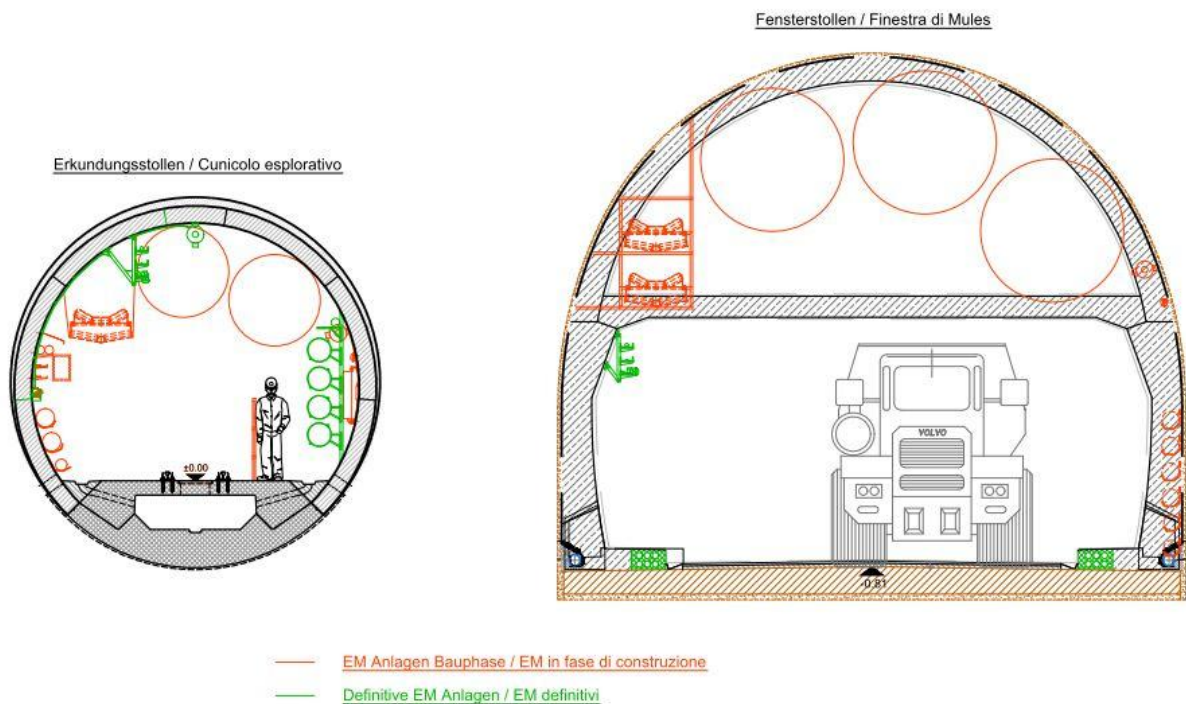 Fensterstollen / Finestra di Mules
Erkundungsstollen / Cunicolo esplorativo
VOLVO
±0.00
-0.81
EM Anlagen Bauphase / EM in fase di construzione
Definitive EM Anlagen / EM definitivi